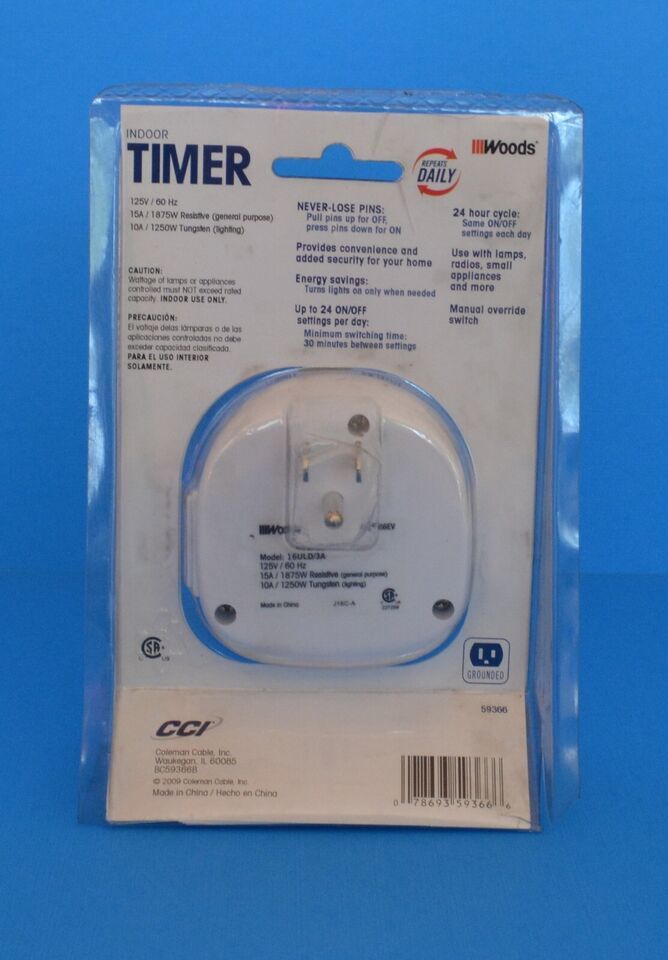 INDOOR
TIMER
125V / 60 Hz
15A / 1875W Resistive (general purpose)
10A / 1250W Tungsten (lighting)
CAUTION:
Wattage of lamps or appliances
controlled must NOT exceed rated
capacity. INDOOR USE ONLY.
PRECAUCIÓN:
El voltaje delas lámparas o de las
aplicaciones controladas no debe
exceder capacidad clasificada.
PARA EL USO INTERIOR
SOLAMENTE.
REPEATS
DAILY
Woods®
NEVER-LOSE PINS:
Pull pins up for OFF,
press pins down for ON
Provides convenience and
added security for your home
Energy savings:
Turns lights on only when needed
Up to 24 ON/OFF
settings per day:
Minimum switching time:
30 minutes between settings
24 hour cycle:
Same ON/OFF
settings each day
Use with lamps,
radios, small
appliances
and more
Manual override
switch
Model: 16ULD/3A
125V / 60 Hz
15A / 1875W Resistive (general purpose)
10A / 1250W Tungsten (lighting)
Made in China
SA
C US
GROUNDED
59366
CCI
Coleman Cable, Inc.
Waukegan, IL 60085
BC59366B
© 2009 Coleman Cable, Inc.
Made in China / Hecho en China
0 78693 59366 6